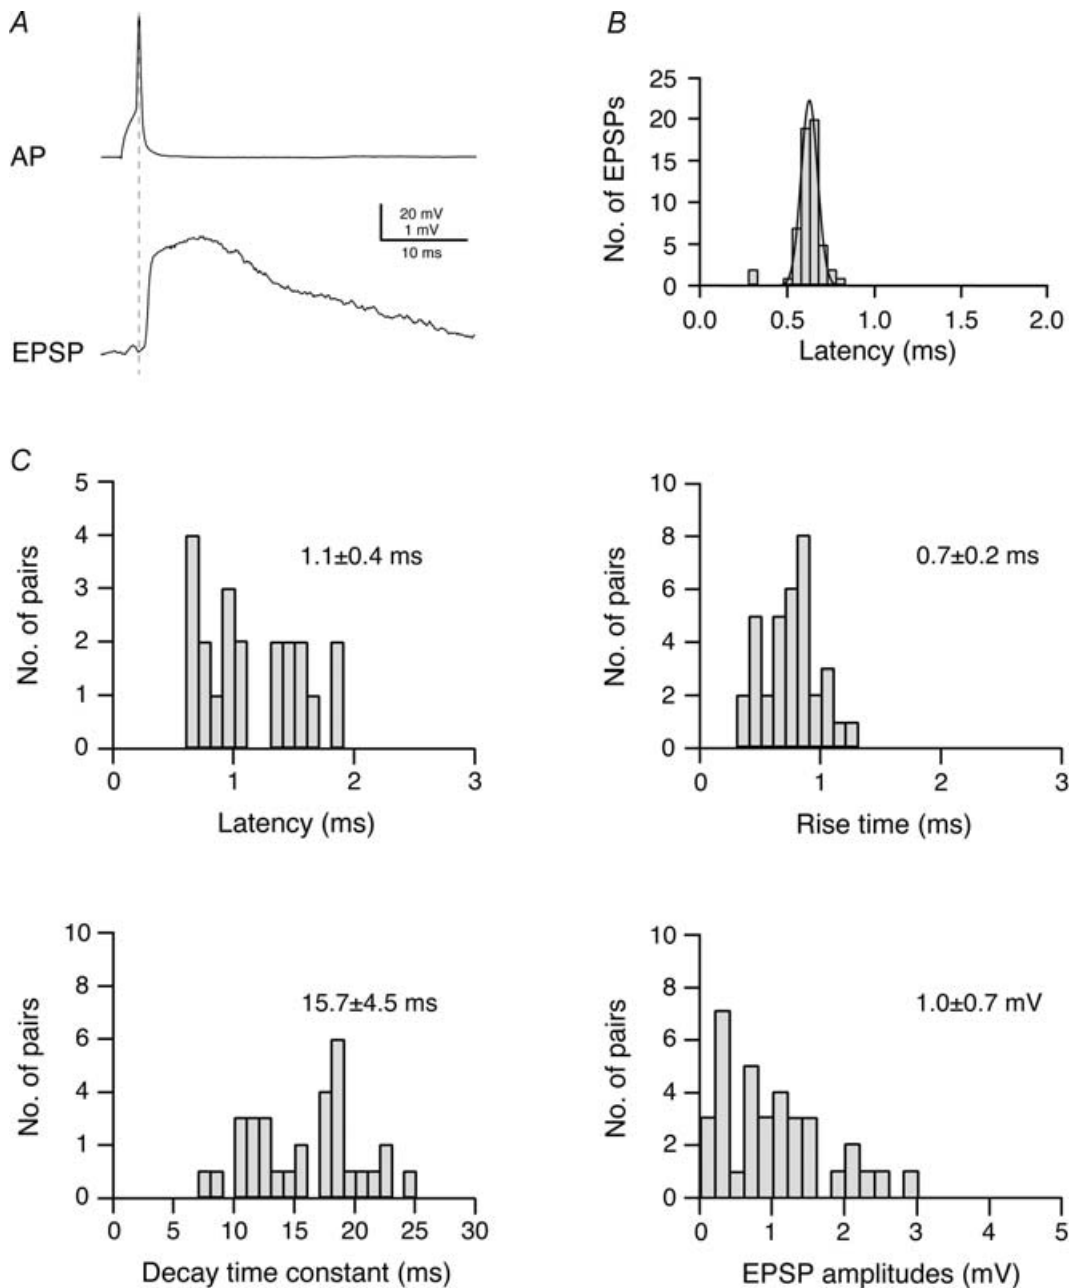 A
AP
20 mV
1 mV
10 ms
EPSP
B
25
20
15
10
5
0
No. of EPSPs
0.0 0.5 1.0 1.5 2.0
Latency (ms)
C
5
4
3
2
1
0
No. of pairs
1.1±0.4 ms
0 1 2 3
Latency (ms)
10
8
6
4
2
0
No. of pairs
0.7±0.2 ms
0 1 2 3
Rise time (ms)
10
8
6
4
1
0
No. of pairs
15.7±4.5 ms
0 5 10 15 20 25 30
Decay time constant (ms)
10
8
6
4
2
0
No. of pairs
1.0±0.7 mV
0 1 2 3 4 5
EPSP amplitudes (mV)